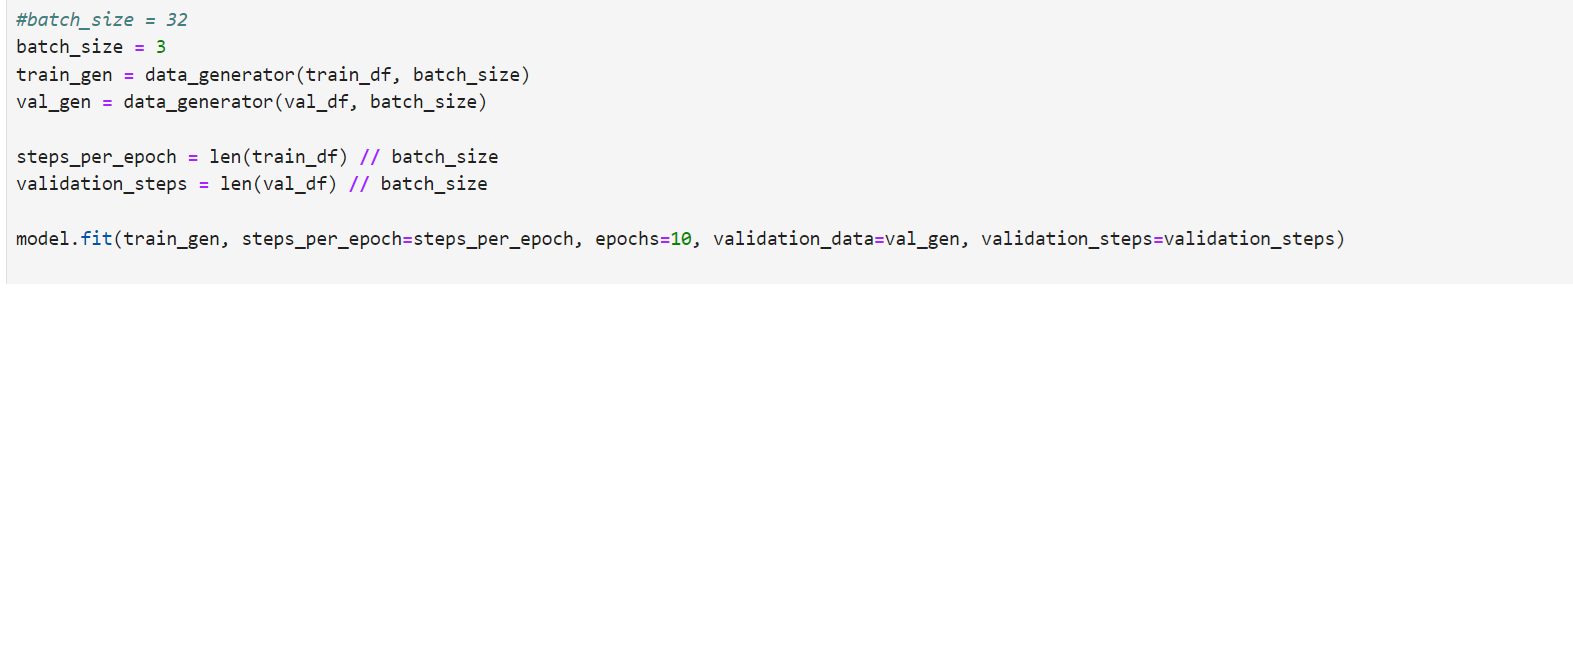 #batch_size = 32
batch_size = 3
train_gen = data_generator(train_df, batch_size)
val_gen = data_generator(val_df, batch_size)
steps_per_epoch = len(train_df) // batch_size
validation_steps = len(val_df) // batch_size
model.fit(train_gen, steps_per_epoch=steps_per_epoch, epochs=10, validation_data=val_gen, validation_steps=validation_steps)